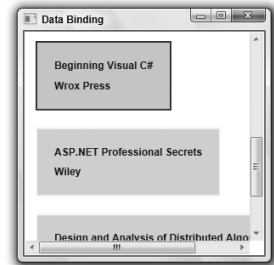 Data Binding
Beginning Visual C#
Wrox Press
ASP.NET Professional Secrets
Wiley
Design and Analysis of Distributed Algo